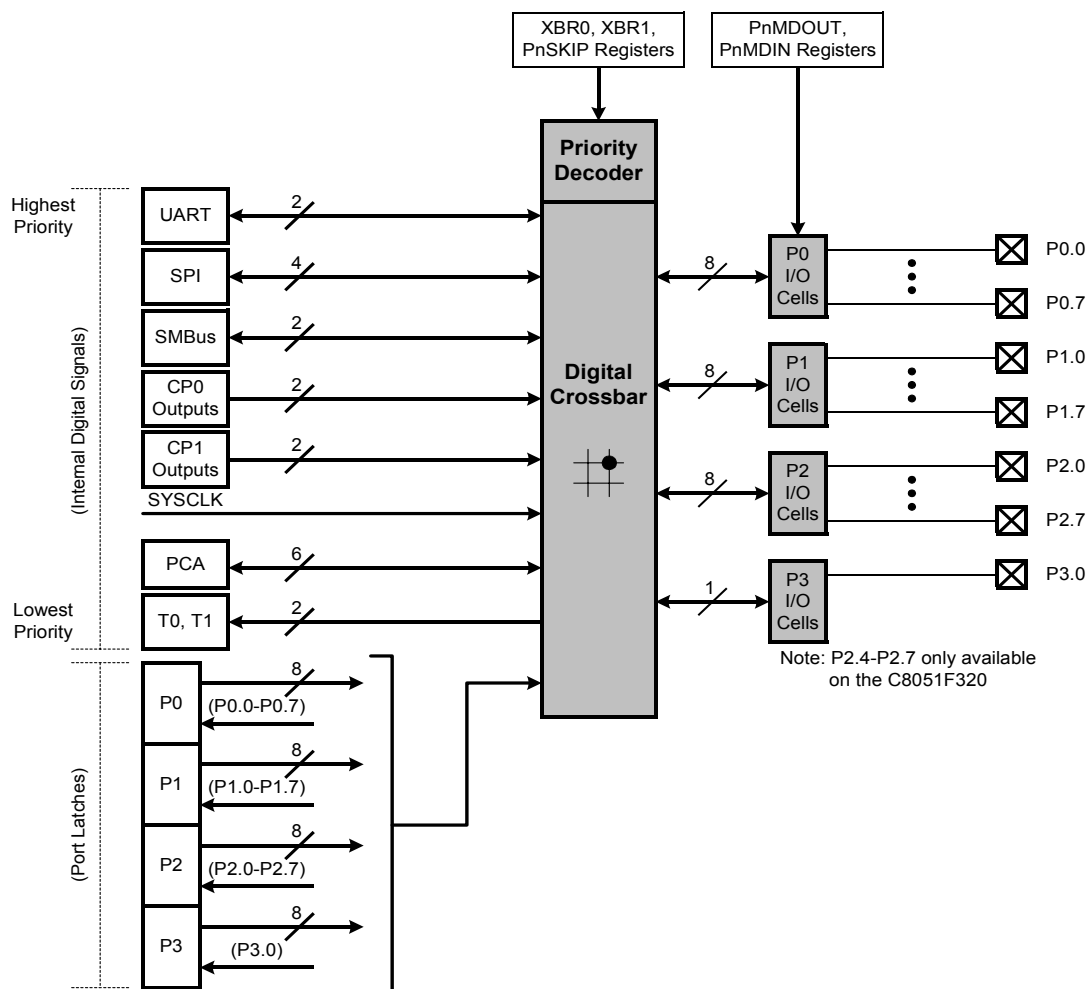 XBR0, XBR1,
PnSKIP Registers
PnMDOUT,
PnMDIN Registers
Priority
Decoder
Highest
Priority
(Internal Digital Signals)
Lowest
Priority
UART
2
SPI
4
SMBus
2
CP0
Outputs
2
CP1
Outputs
2
SYSCLK
PCA
6
T0, T1
2
Digital
Crossbar
8
P0
I/O
Cells
P0.0
P0.7
8
P1
I/O
Cells
P1.0
P1.7
8
P2
I/O
Cells
P2.0
P2.7
1
P3
I/O
Cells
P3.0
Note: P2.4-P2.7 only available
on the C8051F320
(Port Latches)
P0
8
(P0.0-P0.7)
P1
8
(P1.0-P1.7)
P2
8
(P2.0-P2.7)
P3
8
(P3.0)